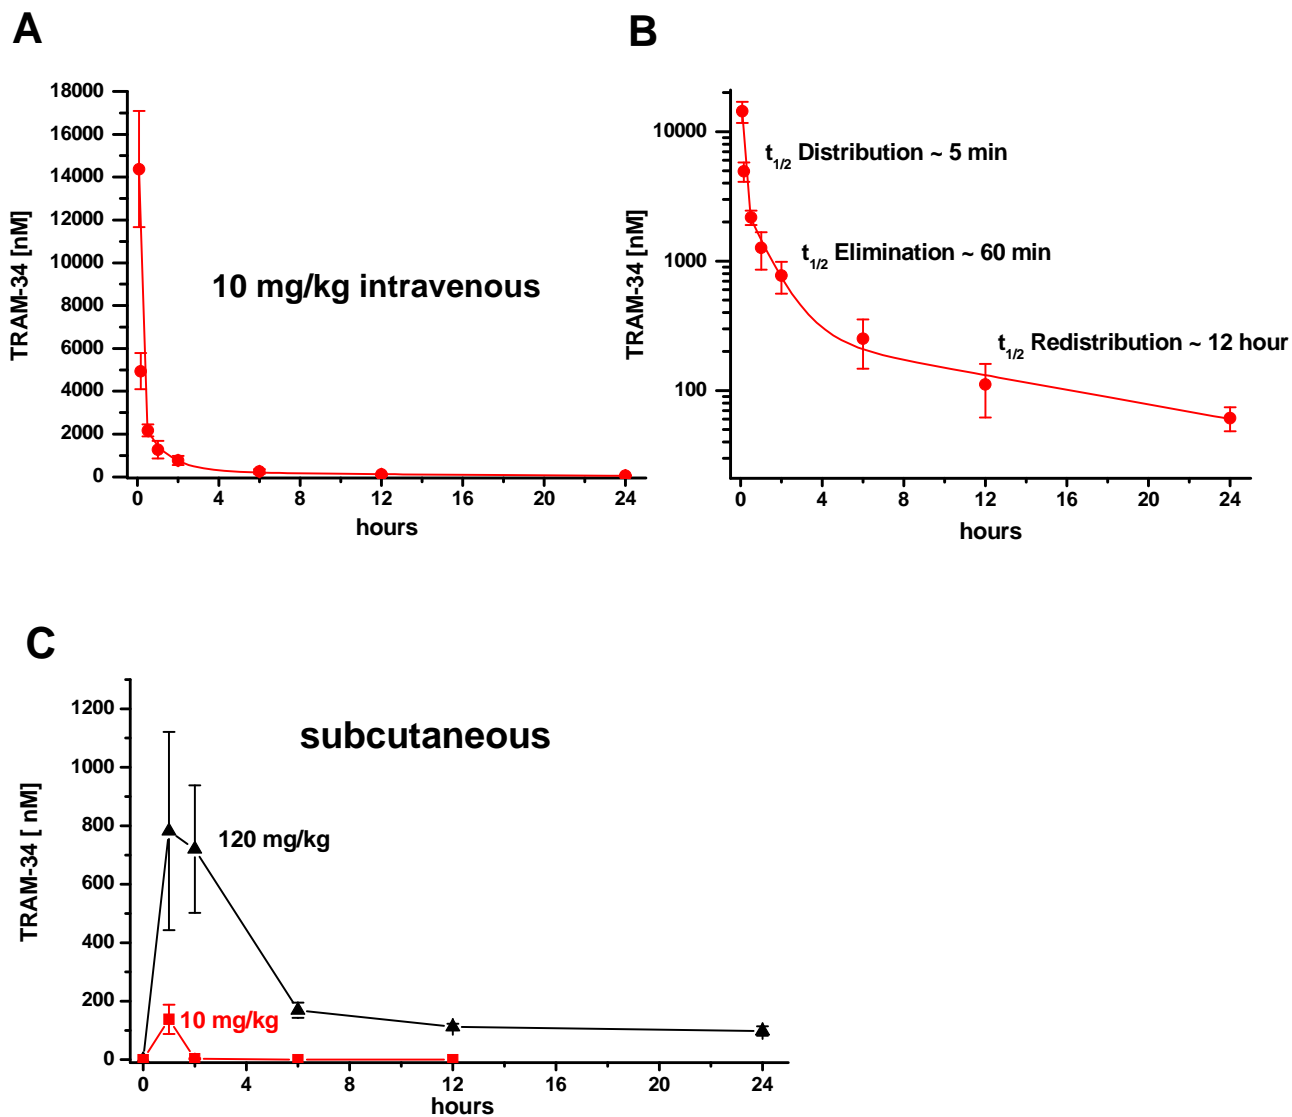 A
18000
16000
14000
12000
10000
8000
6000
4000
2000
0
TRAM-34 [nM]
10 mg/kg intravenous
0 4 8 12 16 20 24
hours
B
10000
1000
100
TRAM-34 [nM]
t1/2 Distribution ~ 5 min
t1/2 Elimination ~ 60 min
t1/2 Redistribution ~ 12 hour
0 4 8 12 16 20 24
hours
C
1200
1000
800
600
400
200
0
TRAM-34 [ nM]
subcutaneous
120 mg/kg
10 mg/kg
0 4 8 12 16 20 24
hours